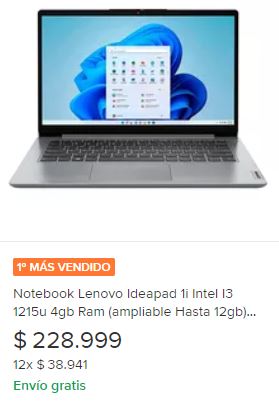 1º MÁS VENDIDO
Notebook Lenovo Ideapad 1i Intel I3
1215u 4gb Ram (ampliable Hasta 12gb)...
$ 228.999
12x $ 38.941
Envío gratis